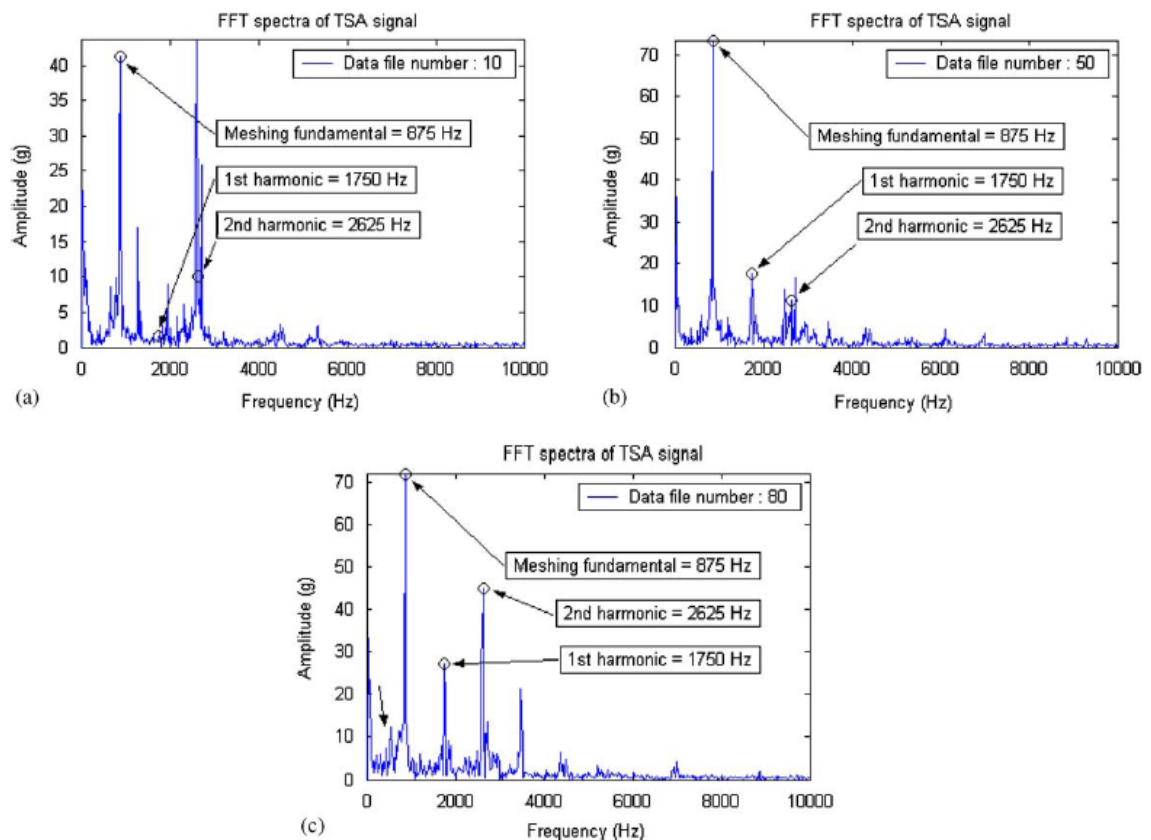 FFT spectra of TSA signal
Data file number : 10
Meshing fundamental = 875 Hz
1st harmonic = 1750 Hz
2nd harmonic = 2625 Hz
Amplitude (g)
40
35
30
25
20
15
10
5
0
0 2000 4000 6000 8000 10000
Frequency (Hz)
(a)
FFT spectra of TSA signal
Data file number : 50
Meshing fundamental = 875 Hz
1st harmonic = 1750 Hz
2nd harmonic = 2625 Hz
Amplitude (g)
70
60
50
40
30
20
10
0
0 2000 4000 6000 8000 10000
Frequency (Hz)
(b)
FFT spectra of TSA signal
Data file number : 80
Meshing fundamental = 875 Hz
2nd harmonic = 2625 Hz
1st harmonic = 1750 Hz
Amplitude (g)
70
60
50
40
30
20
10
0
0 2000 4000 6000 8000 10000
Frequency (Hz)
(c)